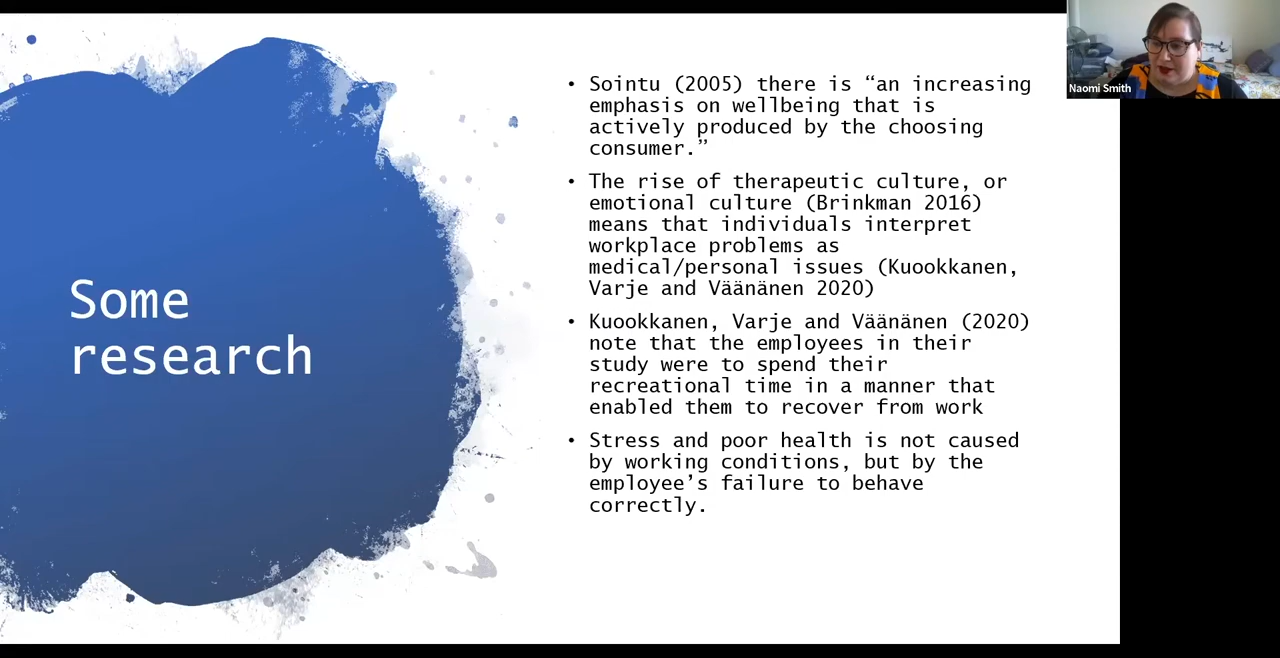 Some
research
• Sointu (2005) there is “an increasing
emphasis on wellbeing that is
actively produced by the choosing
consumer.”
• The rise of therapeutic culture, or
emotional culture (Brinkman 2016)
means that individuals interpret
workplace problems as
medical/personal issues (Kuookkanen,
Varje and Väänänen 2020)
• Kuookkanen, Varje and Väänänen (2020)
note that the employees in their
study were to spend their
recreational time in a manner that
enabled them to recover from work
• Stress and poor health is not caused
by working conditions, but by the
employee’s failure to behave
correctly.
Naomi Smith